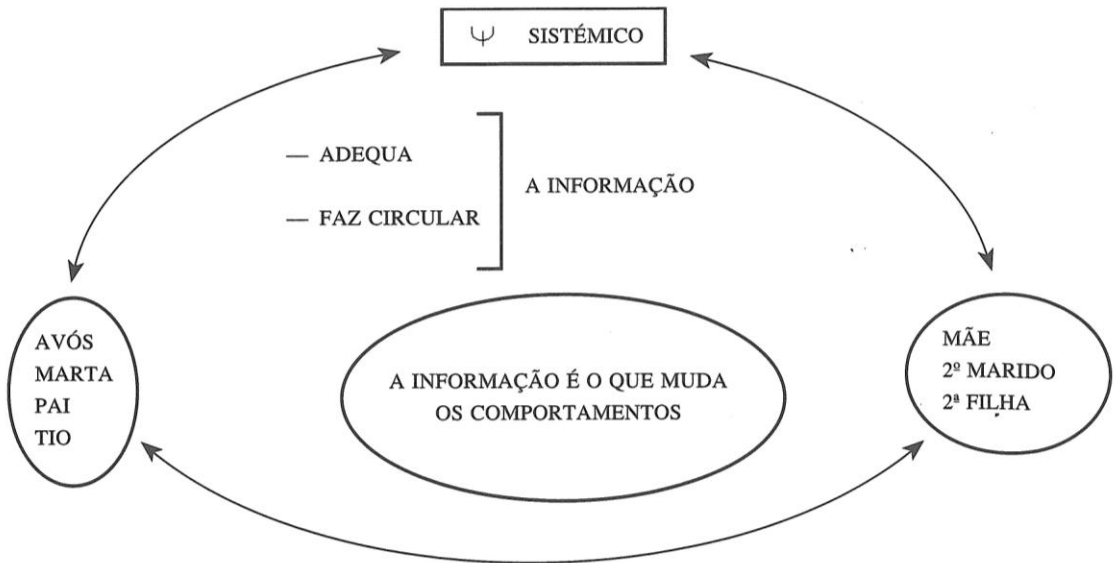 Ψ SISTÉMICO
— ADEQUA
— FAZ CIRCULAR
A INFORMAÇÃO
AVÓS
MARTA
PAI
TIO
A INFORMAÇÃO É O QUE MUDA
OS COMPORTAMENTOS
MÃE
2º MARIDO
2ª FILHA